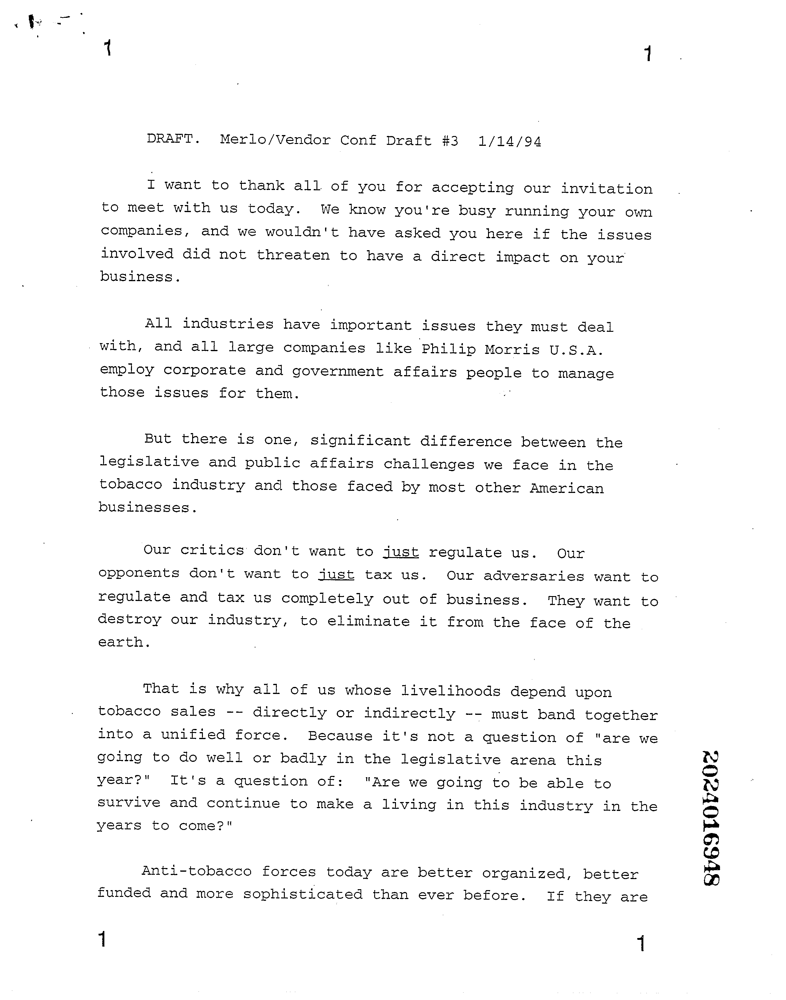 1 1
DRAFT. Merlo/Vendor Conf Draft #3 1/14/94
I want to thank all of you for accepting our invitation
to meet with us today. We know you're busy running your own
companies, and we wouldn't have asked you here if the issues
involved did not threaten to have a direct impact on your
business.
All industries have important issues they must deal
with, and all large companies like Philip Morris U.S.A.
employ corporate and government affairs people to manage
those issues for them.
But there is one, significant difference between the
legislative and public affairs challenges we face in the
tobacco industry and those faced by most other American
businesses.
Our critics don't want to just regulate us. Our
opponents don't want to just tax us. Our adversaries want to
regulate and tax us completely out of business. They want to
destroy our industry, to eliminate it from the face of the
earth.
That is why all of us whose livelihoods depend upon
tobacco sales -- directly or indirectly -- must band together
into a unified force. Because it's not a question of "are we
going to do well or badly in the legislative arena this
year?" It's a question of: "Are we going to be able to
survive and continue to make a living in this industry in the
years to come?"
Anti-tobacco forces today are better organized, better
funded and more sophisticated than ever before. If they are
1 1
2024016948